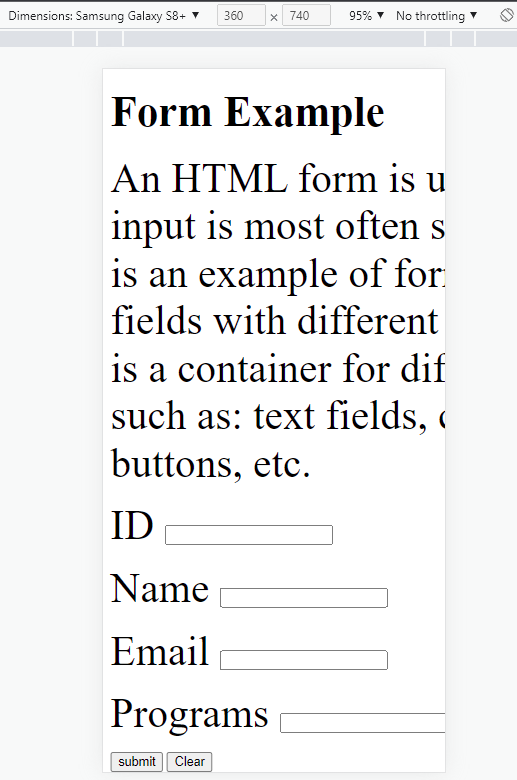 Dimensions: Samsung Galaxy S8+ ▼ 360 × 740 95% ▼ No throttling ▼
Form Example
An HTML form is u
input is most often s
is an example of for
fields with different
is a container for dif
such as: text fields, c
buttons, etc.
ID
Name
Email
Programs
submit Clear